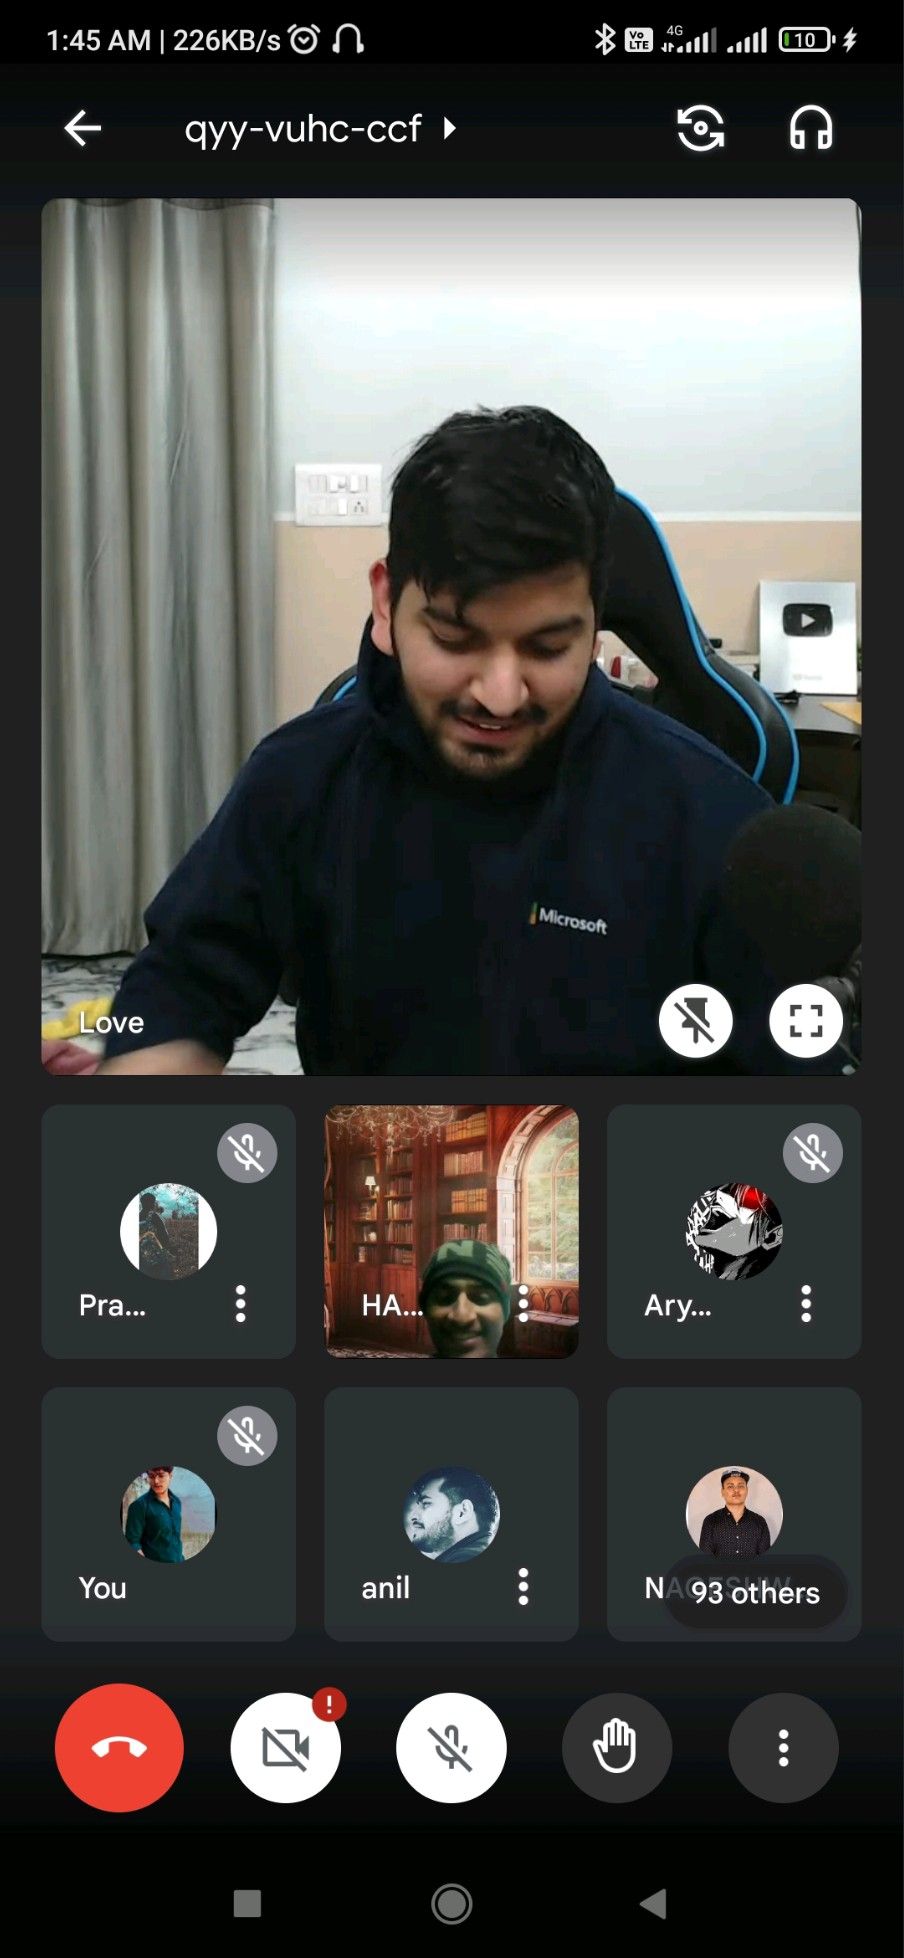 1:45 AM | 226KB/s
Vo LTE 4G 10
qyy-vuhc-ccf
Microsoft
Love
Pra...
HA...
Ary...
You
anil
93 others